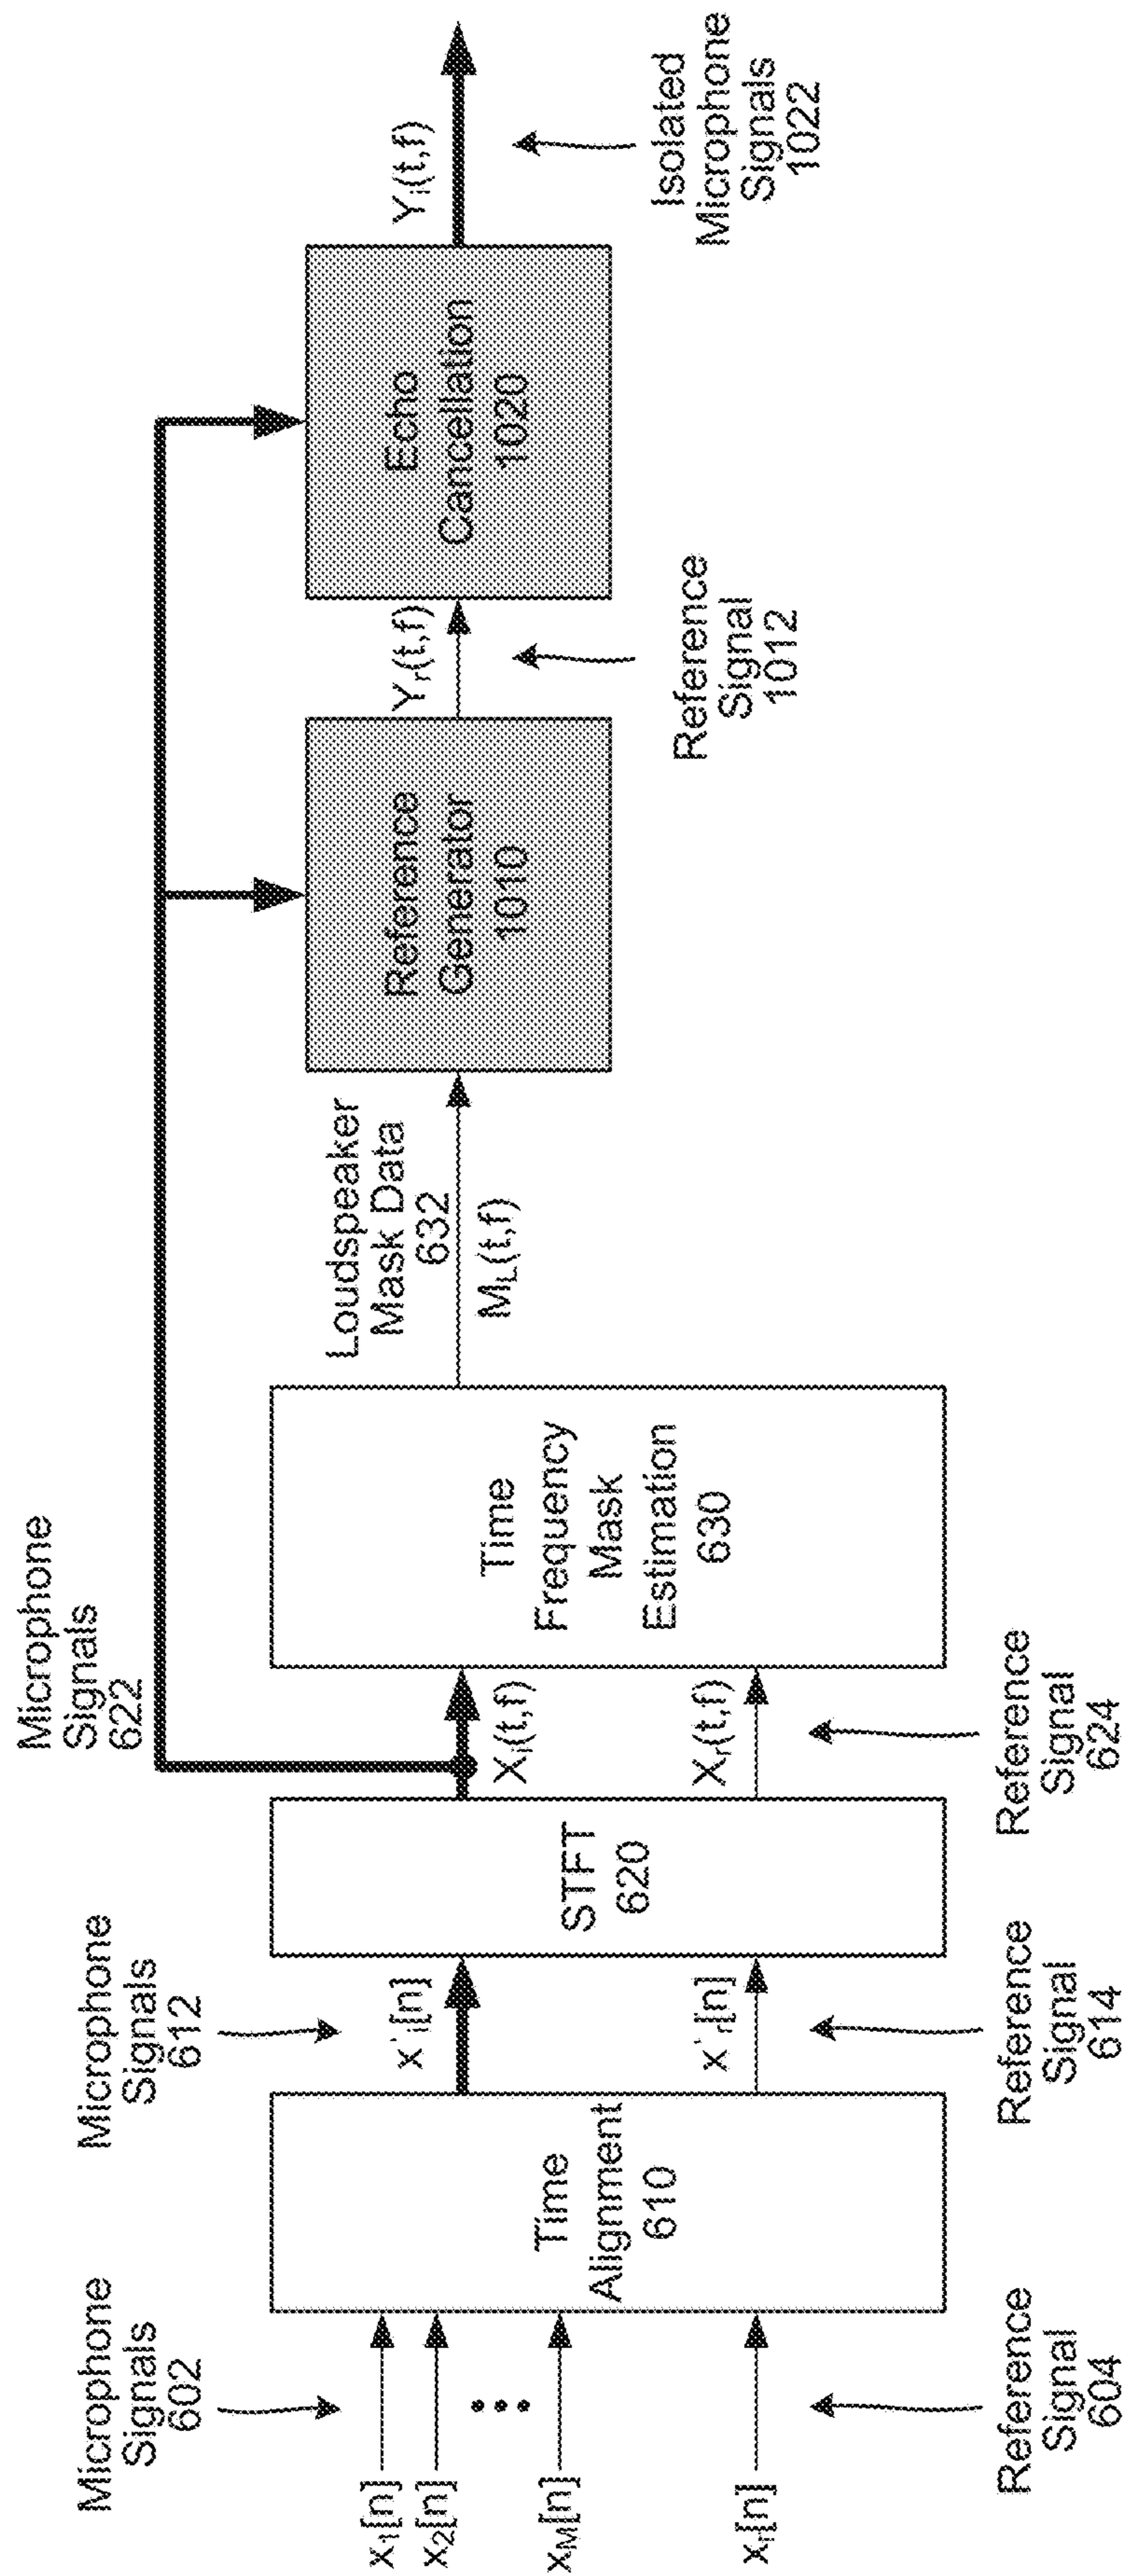 Microphone
Signals
602
x1[n]
x2[n]
xM[n]
xr[n]
Reference
Signal
604
Time
Alignment
610
Microphone
Signals
612
x'i[n]
x'r[n]
Reference
Signal
614
STFT
620
Microphone
Signals
622
Xi(t,f)
Xr(t,f)
Reference
Signal
624
Time
Frequency
Mask
Estimation
630
Loudspeaker
Mask Data
632
ML(t,f)
Reference
Generator
1010
Yr(t,f)
Reference
Signal
1012
Echo
Cancellation
1020
Yi(t,f)
Isolated
Microphone
Signals
1022